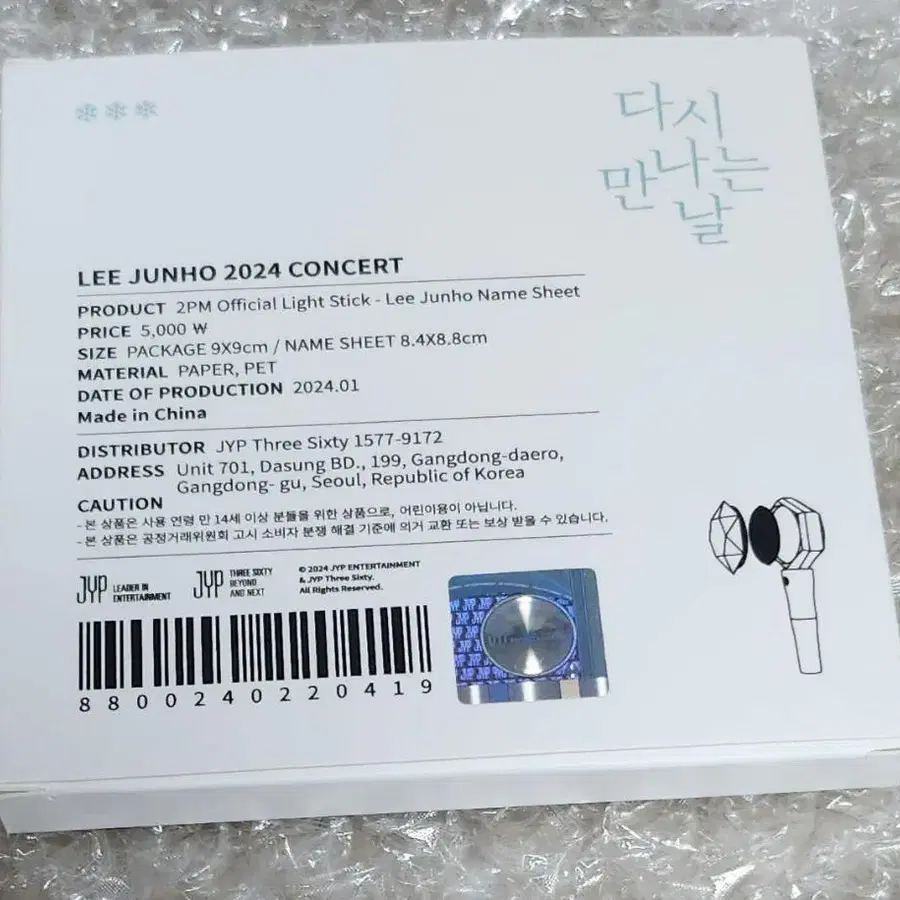 다시
만나는
날
LEE JUNHO 2024 CONCERT
PRODUCT 2PM Official Light Stick - Lee Junho Name Sheet
PRICE 5,000 ₩
SIZE PACKAGE 9X9cm / NAME SHEET 8.4X8.8cm
MATERIAL PAPER, PET
DATE OF PRODUCTION 2024.01
Made in China
DISTRIBUTOR JYP Three Sixty 1577-9172
ADDRESS Unit 701, Dasung BD., 199, Gangdong-daero,
Gangdong- gu, Seoul, Republic of Korea
CAUTION
- 본 상품은 사용 연령 만 14세 이상 분들을 위한 상품으로, 어린이용이 아닙니다.
- 본 상품은 공정거래위원회 고시 소비자 분쟁 해결 기준에 의거 교환 또는 보상 받을 수 있습니다.
JYP LEADER IN
ENTERTAINMENT
JYP THREE SIXTY
BEYOND
AND NEXT
© 2024 JYP ENTERTAINMENT
& JYP Three Sixty.
All Rights Reserved.
8800240220419